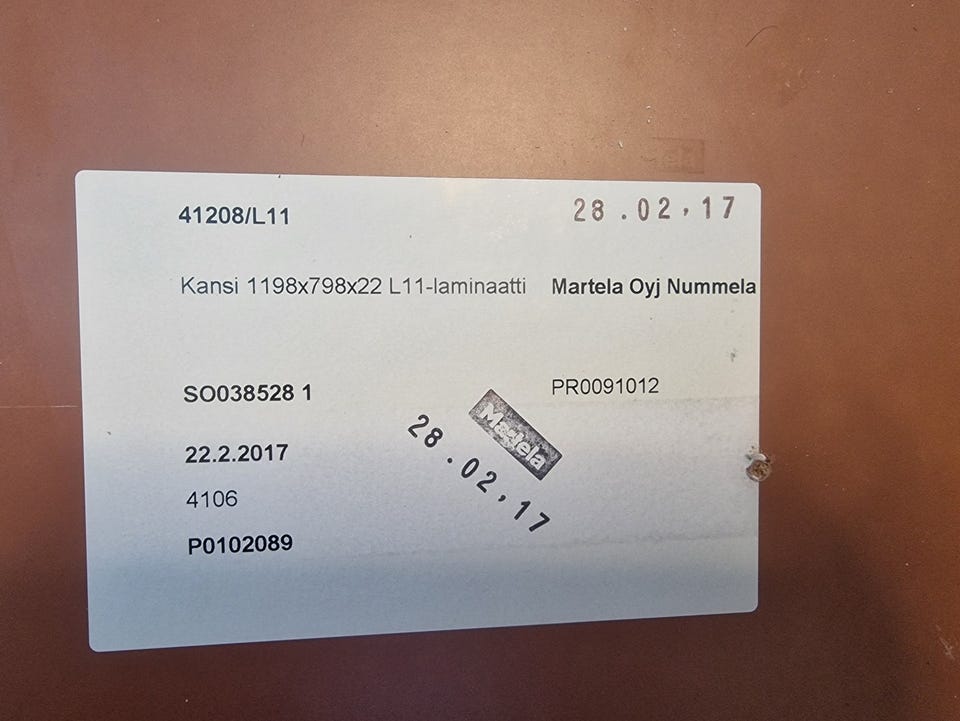 41208/L11
28.02.17
Kansi 1198x798x22 L11-laminaatti
Martela Oyj Nummela
SO038528 1
PR0091012
Martela
28.02.17
22.2.2017
4106
P0102089